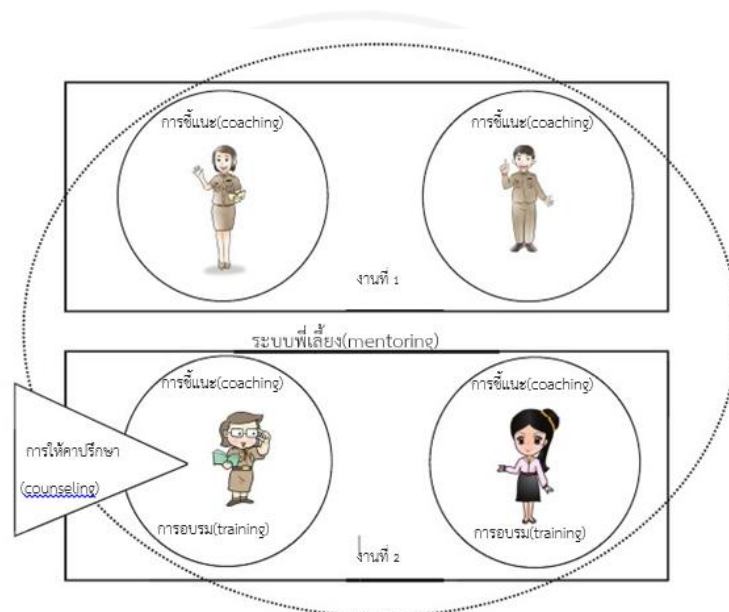 การชี้แนะ(coaching)
การชี้แนะ(coaching)
งานที่ 1
ระบบพี่เลี้ยง(mentoring)
การชี้แนะ(coaching)
การชี้แนะ(coaching)
การให้คาปรึกษา
(counseling)
การอบรม(training)
การอบรม(training)
งานที่ 2